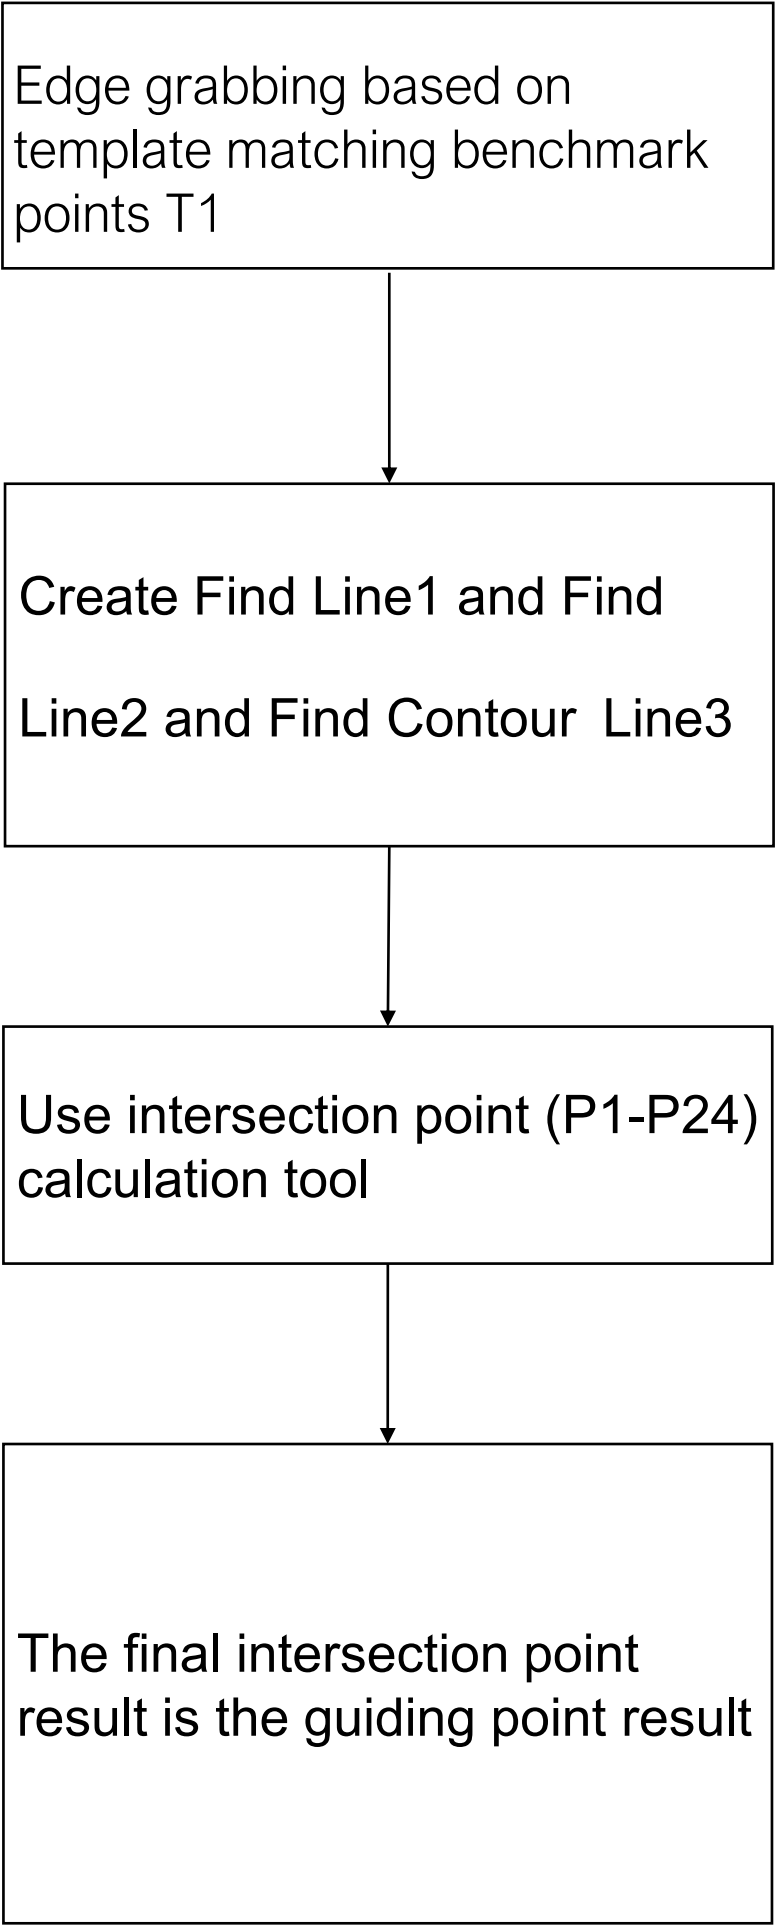 Edge grabbing based on
template matching benchmark
points T1
Create Find Line1 and Find
Line2 and Find Contour  Line3
Use intersection point (P1-P24)
calculation tool
The final intersection point
result is the guiding point result